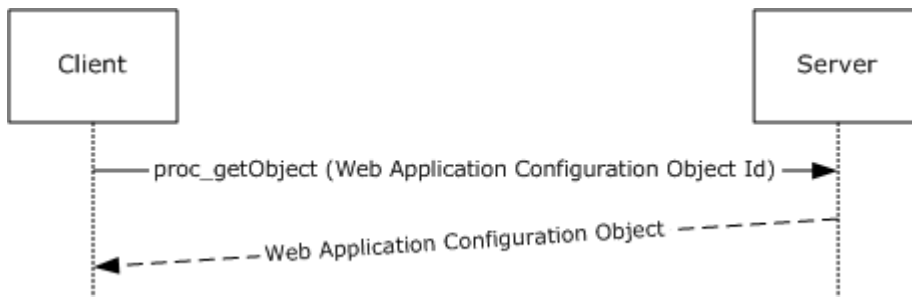 Client
Server
proc_getObject (Web Application Configuration Object Id)
Web Application Configuration Object